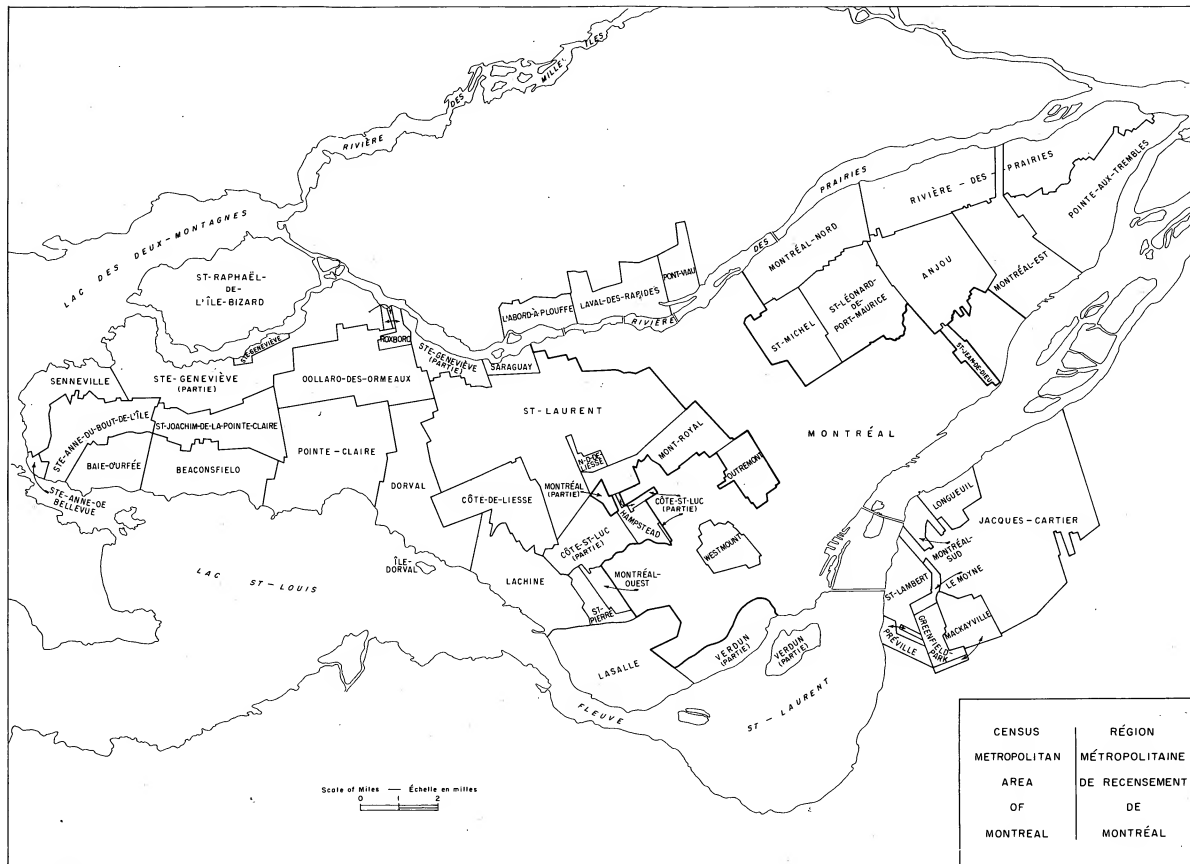 RIVIÈRE DES MILLE ÎLES
LAC DES DEUX-MONTAGNES
ST-RAPHAËL-
DE-
L'ÎLE-BIZARD
STE-GENEVIÈVE
ROXBORO
STE-GENEVIÈVE
(PARTIE)
SARAGUAY
L'ABORD-À-PLOUFFE
LAVAL-DES-RAPIDES
PONT-VIAU
RIVIÈRE DES PRAIRIES
MONTRÉAL-NORD
RIVIÈRE-DES-PRAIRIES
POINTE-AUX-TREMBLES
ST-MICHEL
ST-LÉONARD-
DE-
PORT-MAURICE
ANJOU
MONTRÉAL-EST
ST-JEAN-DE-DIEU
SENNEVILLE
STE-GENEVIÈVE
(PARTIE)
DOLLARD-DES-ORMEAUX
STE-ANNE-DU-BOUT-DE-L'ÎLE
ST-JOACHIM-DE-LA-POINTE-CLAIRE
BAIE-D'URFÉE
BEACONSFIELD
POINTE-CLAIRE
DORVAL
STE-ANNE-DE
BELLEVUE
ÎLE-
DORVAL
LAC ST-LOUIS
ST-LAURENT
CÔTE-DE-LIESSE
N-D-DE-
LIESSE
MONT-ROYAL
OUTREMONT
MONTRÉAL
MONTRÉAL
(PARTIE)
CÔTE-ST-LUC
(PARTIE)
HAMPSTEAD
CÔTE-ST-LUC
(PARTIE)
WESTMOUNT
LACHINE
MONTRÉAL-
OUEST
ST-
PIERRE
LASALLE
VERDUN
(PARTIE)
VERDUN
(PARTIE)
FLEUVE ST-LAURENT
LONGUEUIL
JACQUES-CARTIER
MONTRÉAL-
SUD
LE MOYNE
ST-LAMBERT
GREENFIELD-
PARK
MACKAYVILLE
PRÉVILLE
Scale of Miles — Échelle en milles
0 1 2
CENSUS
METROPOLITAN
AREA
OF
MONTREAL
RÉGION
MÉTROPOLITAINE
DE RECENSEMENT
DE
MONTRÉAL